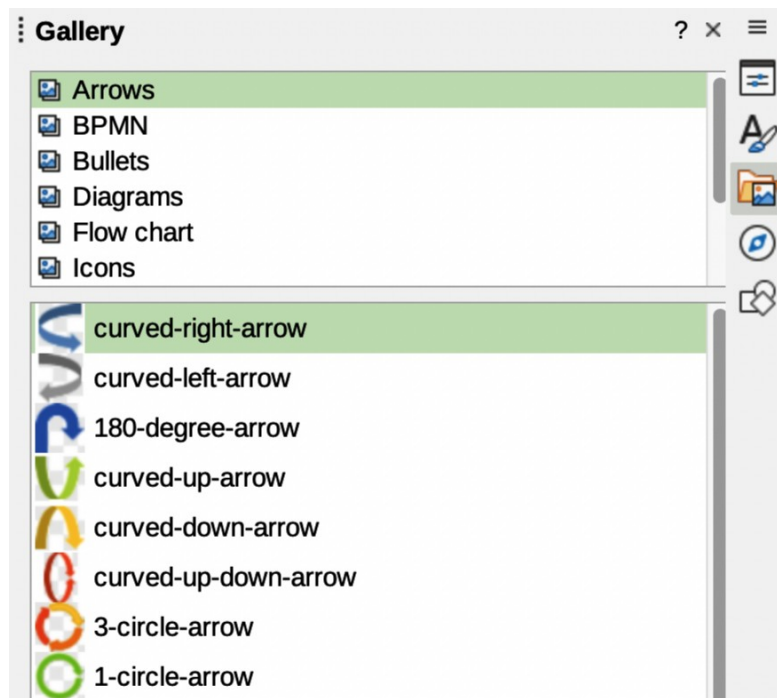 Gallery
Arrows
BPMN
Bullets
Diagrams
Flow chart
Icons
curved-right-arrow
curved-left-arrow
180-degree-arrow
curved-up-arrow
curved-down-arrow
curved-up-down-arrow
3-circle-arrow
1-circle-arrow